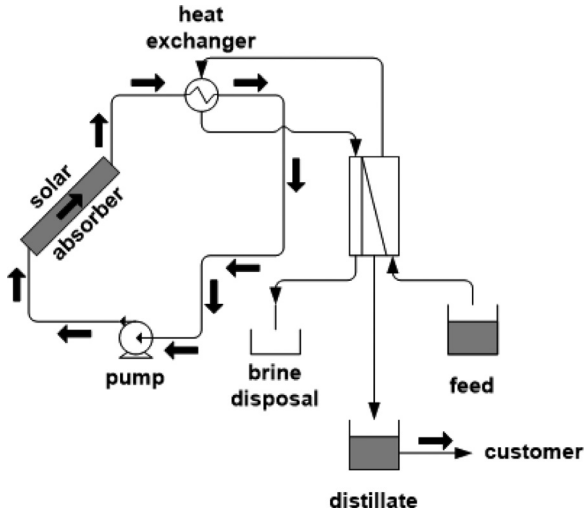 heat
exchanger
solar
absorber
pump
brine
disposal
feed
customer
distillate